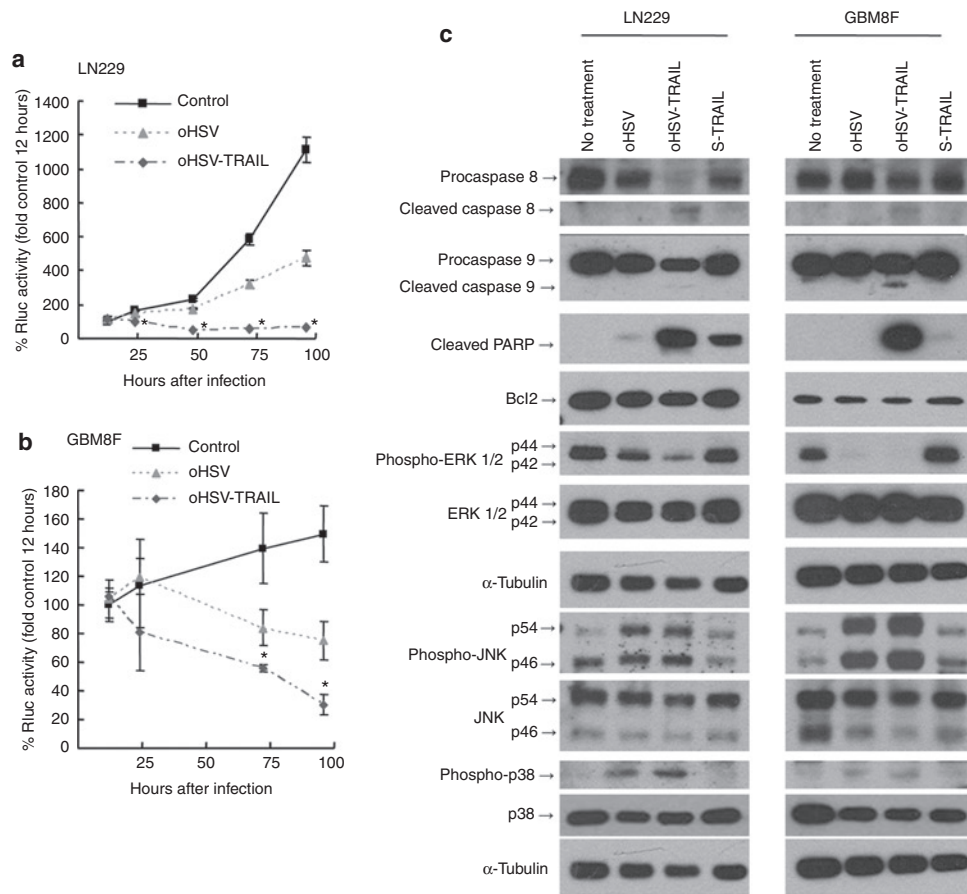 a
LN229
Control
oHSV
oHSV-TRAIL
% Rluc activity (fold control 12 hours)
1400
1200
1000
800
600
400
200
0
* * * *
25 50 75 100
Hours after infection
b
GBM8F
Control
oHSV
oHSV-TRAIL
% Rluc activity (fold control 12 hours)
180
160
140
120
100
80
60
40
20
0
* *
25 50 75 100
Hours after infection
c
LN229 GBM8F
No treatment oHSV oHSV-TRAIL S-TRAIL No treatment oHSV oHSV-TRAIL S-TRAIL
Procaspase 8 →
Cleaved caspase 8 →
Procaspase 9 →
Cleaved caspase 9 →
Cleaved PARP →
Bcl2 →
Phospho-ERK 1/2 p44 →
p42 →
ERK 1/2 p44 →
p42 →
α-Tubulin →
p54 →
Phospho-JNK
p46 →
p54 →
JNK
p46 →
Phospho-p38 →
p38 →
α-Tubulin →